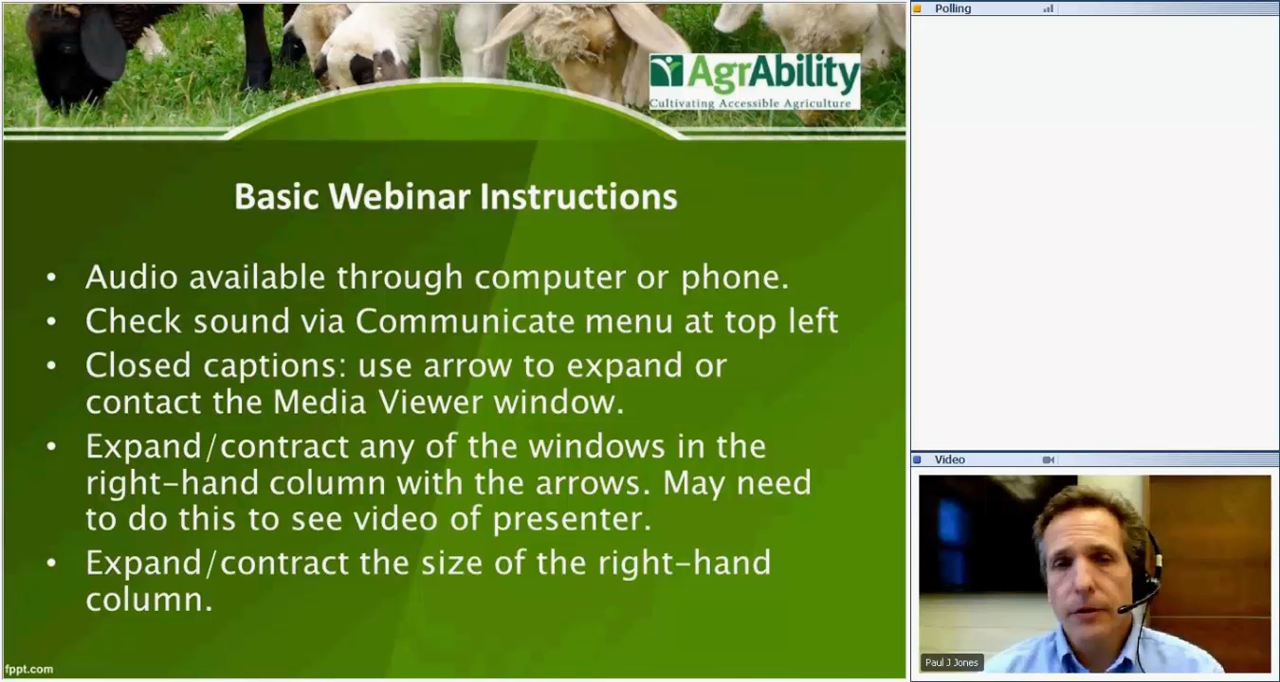 AgrAbility
Cultivating Accessible Agriculture
Basic Webinar Instructions
• Audio available through computer or phone.
• Check sound via Communicate menu at top left
• Closed captions: use arrow to expand or
contact the Media Viewer window.
• Expand/contract any of the windows in the
right-hand column with the arrows. May need
to do this to see video of presenter.
• Expand/contract the size of the right-hand
column.
fppt.com
Polling
Video
Paul J Jones